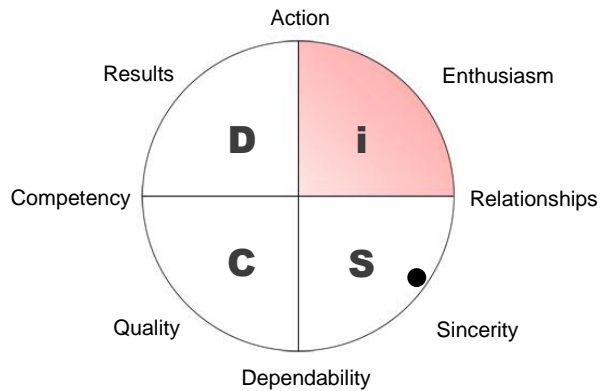 Action
Results
Enthusiasm
D
i
Competency
Relationships
C
S
Quality
Sincerity
Dependability